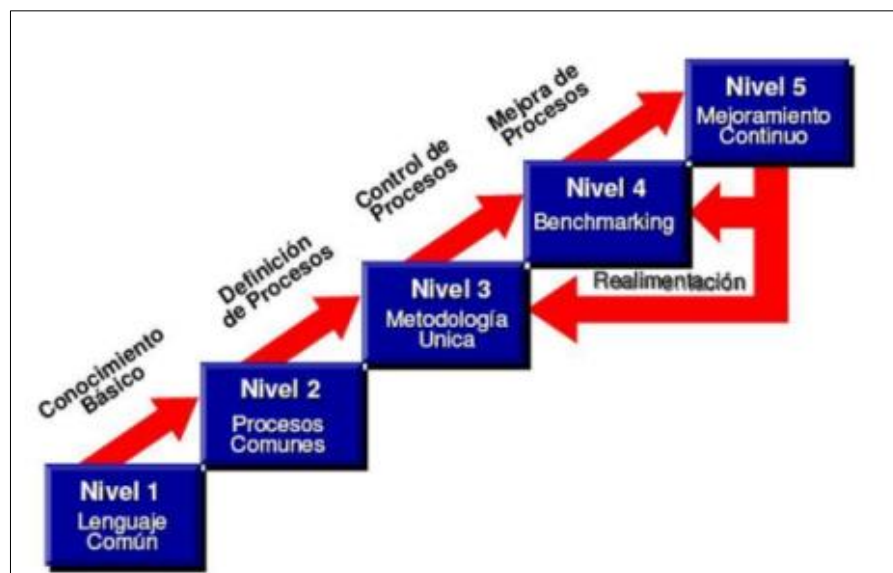 Nivel 5
Mejoramiento
Continuo
Mejora de
Procesos
Nivel 4
Benchmarking
Control de
Procesos
Realimentación
Nivel 3
Metodología
Unica
Definición
de Procesos
Nivel 2
Procesos
Comunes
Conocimiento
Básico
Nivel 1
Lenguaje
Común